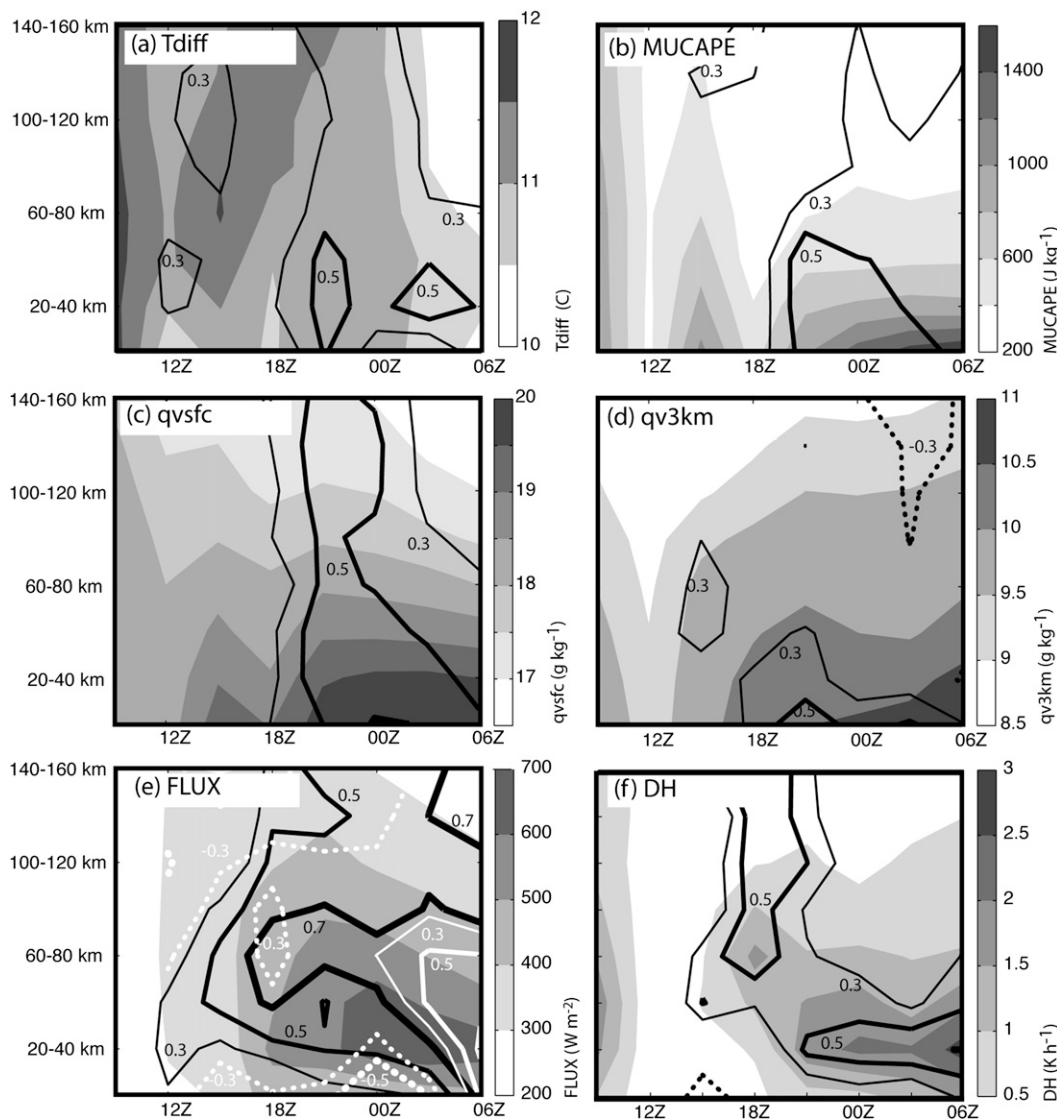 (a) Tdiff
140-160 km
100-120 km
60-80 km
20-40 km
12Z 18Z 00Z 06Z
0.3
0.3
0.3
0.5
0.5
12
11
10
Tdiff (C)
(b) MUCAPE
12Z 18Z 00Z 06Z
0.3
0.3
0.5
1400
1000
600
200
MUCAPE (J kg-1)
(c) qvsfc
140-160 km
100-120 km
60-80 km
20-40 km
12Z 18Z 00Z 06Z
0.3
0.5
20
19
18
17
qvsfc (g kg-1)
(d) qv3km
12Z 18Z 00Z 06Z
-0.3
0.3
0.3
0.5
11
10.5
10
9.5
9
8.5
qv3km (g kg-1)
(e) FLUX
140-160 km
100-120 km
60-80 km
20-40 km
12Z 18Z 00Z 06Z
0.5
0.7
-0.3
0.7
-0.3
0.3
0.5
0.5
0.3
-0.3
-0.5
700
600
500
400
300
200
FLUX (W m-2)
(f) DH
12Z 18Z 00Z 06Z
0.5
0.3
0.5
3
2.5
2
1.5
1
0.5
DH (K h-1)